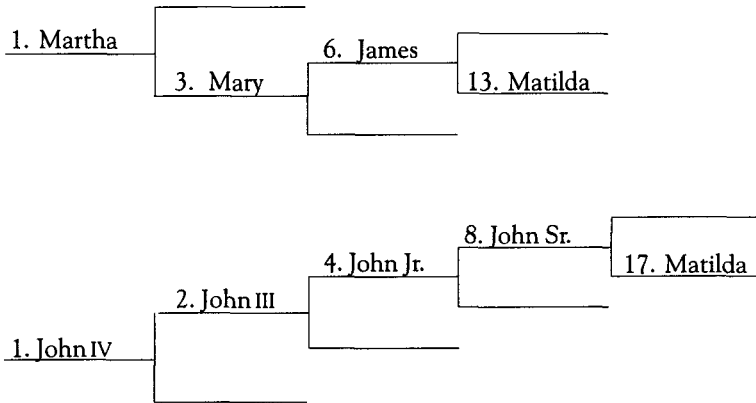 1. Martha
3. Mary
6. James
13. Matilda
1. John IV
2. John III
4. John Jr.
8. John Sr.
17. Matilda